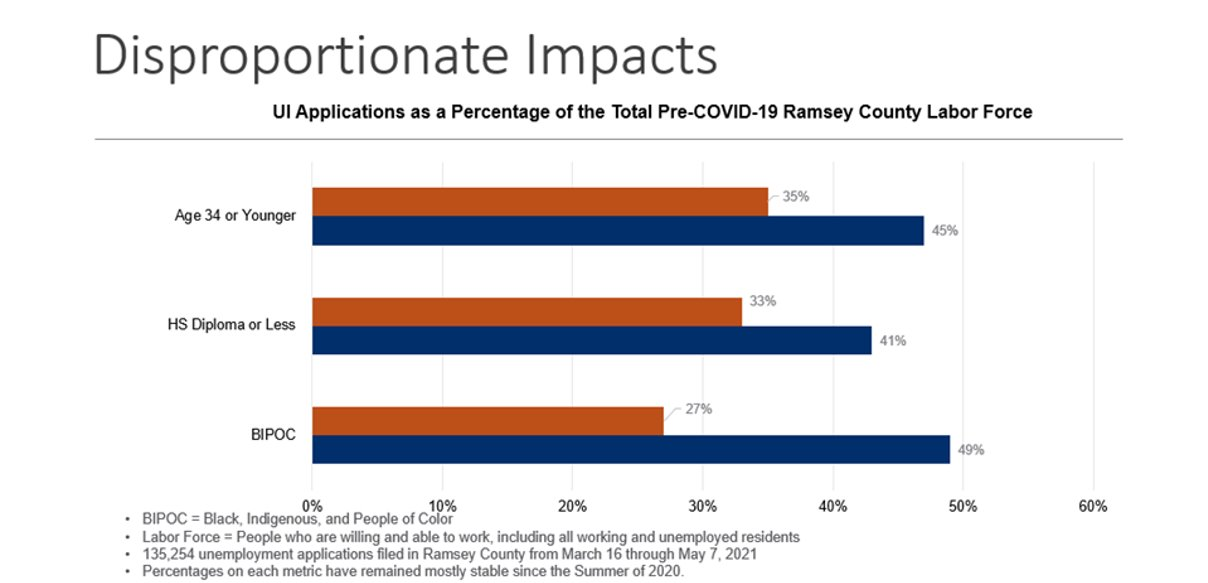 Disproportionate Impacts
UI Applications as a Percentage of the Total Pre-COVID-19 Ramsey County Labor Force
Age 34 or Younger
35%
45%
HS Diploma or Less
33%
41%
BIPOC
27%
49%
0% 10% 20% 30% 40% 50% 60%
• BIPOC = Black, Indigenous, and People of Color
• Labor Force = People who are willing and able to work, including all working and unemployed residents
• 135,254 unemployment applications filed in Ramsey County from March 16 through May 7, 2021
• Percentages on each metric have remained mostly stable since the Summer of 2020.